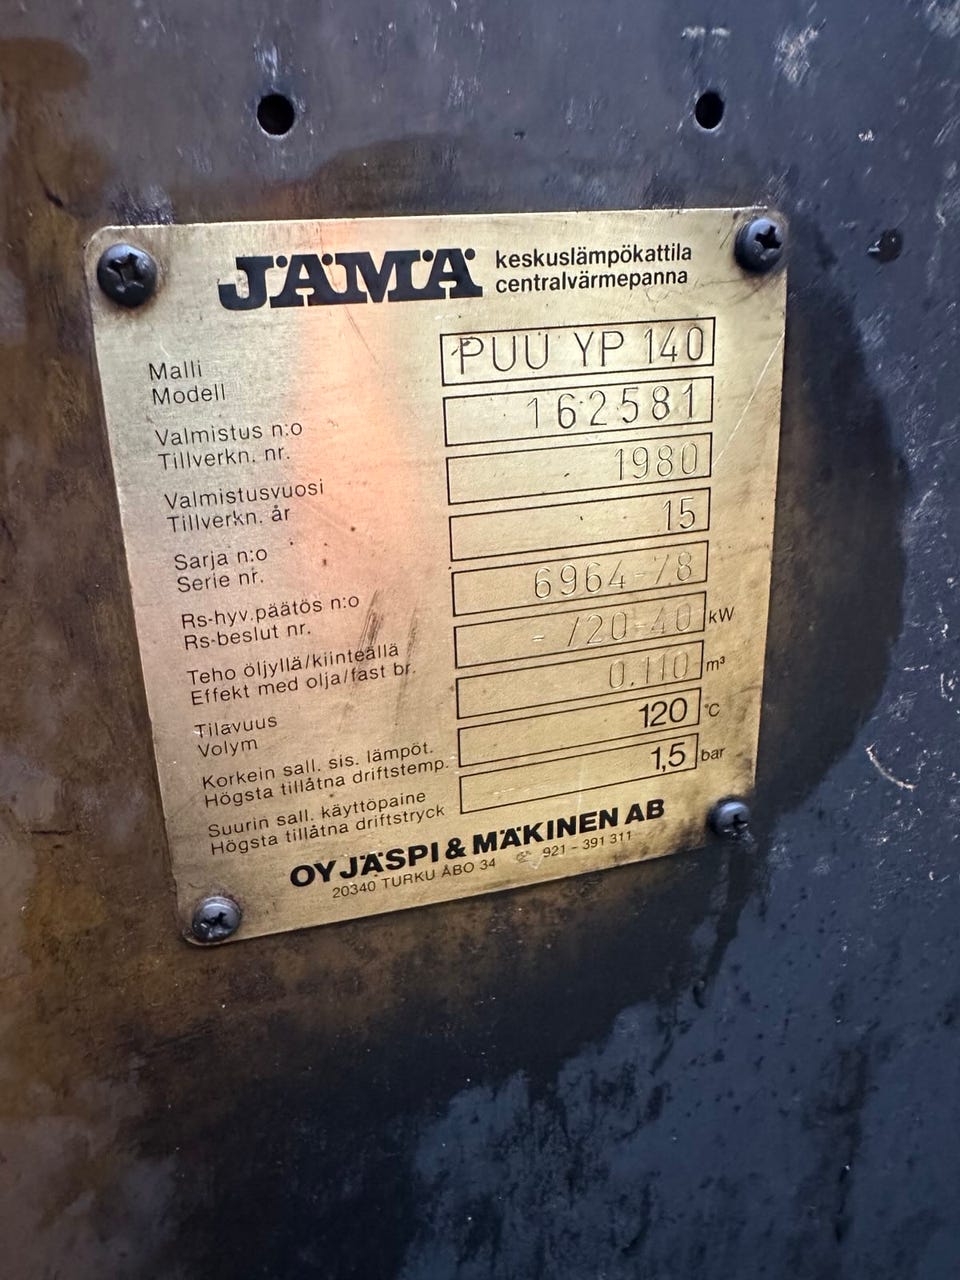 JÄMÄ keskuslämpökattila
centralvärmepanna
Malli
Modell
PUU YP 140
Valmistus n:o
Tillverkn. nr.
162581
Valmistusvuosi
Tillverkn. år
1980
Sarja n:o
Serie nr.
15
Rs-hyv.päätös n:o
Rs-beslut nr.
6964-/8
Teho öljyllä/kiinteällä
Effekt med olja/fast br.
- /20-40 kW
Tilavuus
Volym
0.110 m³
Korkein sall. sis. lämpöt.
Högsta tillåtna driftstemp.
120 °C
Suurin sall. käyttöpaine
Högsta tillåtna driftstryck
1,5 bar
OY JÄSPI & MÄKINEN AB
20340 TURKU ÅBO 34 ☏ 921-391 311